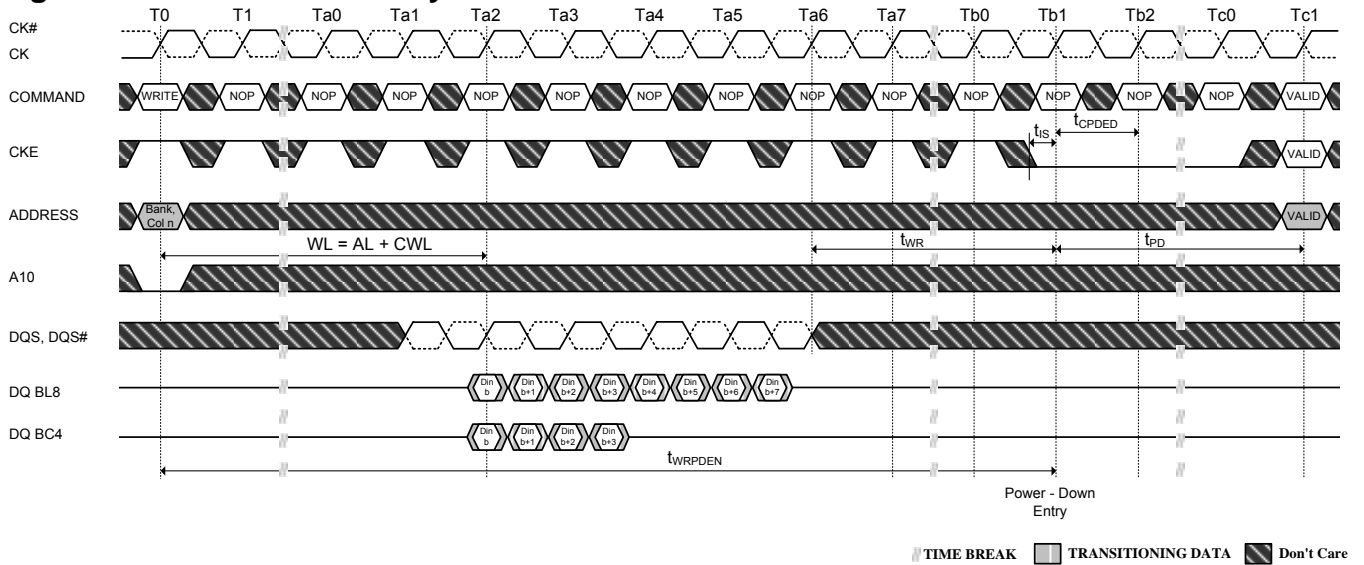 T0 T1 Ta0 Ta1 Ta2 Ta3 Ta4 Ta5 Ta6 Ta7 Tb0 Tb1 Tb2 Tc0 Tc1
CK#
CK
COMMAND WRITE NOP NOP NOP NOP NOP NOP NOP NOP NOP NOP NOP NOP NOP VALID
tIS tCPDED
CKE VALID
ADDRESS Bank, Col n VALID
WL = AL + CWL tWR tPD
A10
DQS, DQS#
DQ BL8 Din b Din b+1 Din b+2 Din b+3 Din b+4 Din b+5 Din b+6 Din b+7
DQ BC4 Din b Din b+1 Din b+2 Din b+3
tWRPDEN
Power - Down
Entry
TIME BREAK TRANSITIONING DATA Don't Care